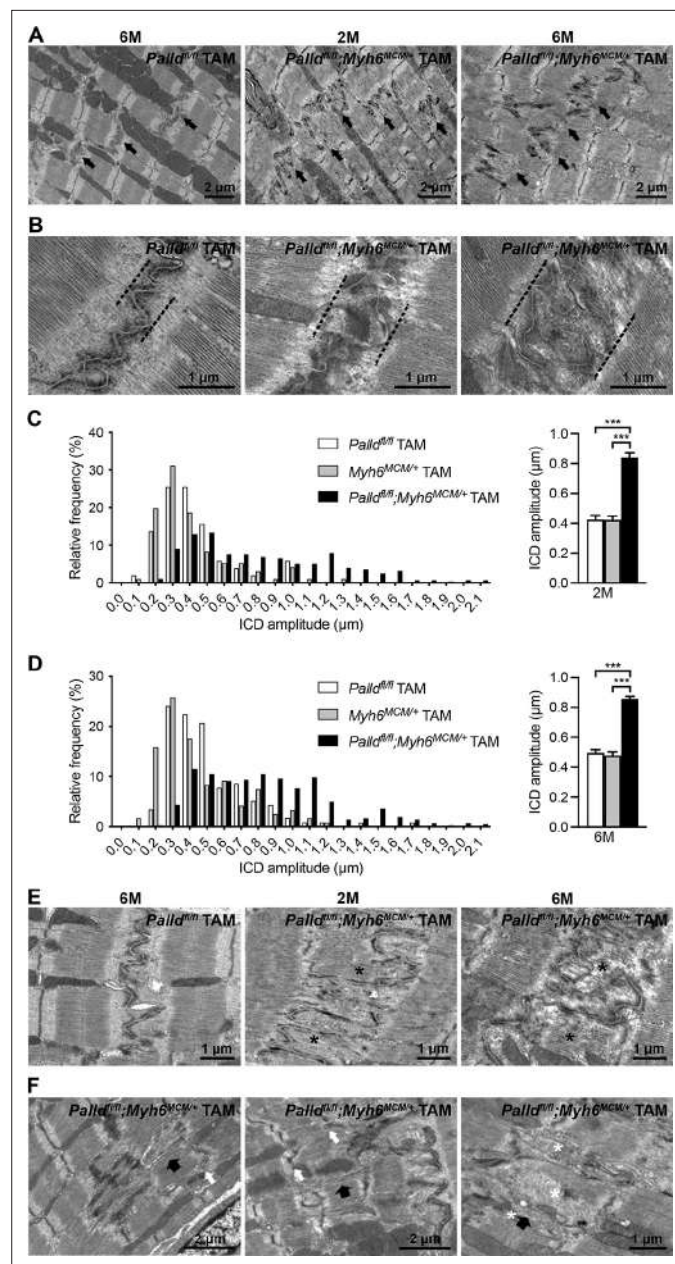 A 6M 2M 6M
Palld^fl/fl TAM Palld^fl/fl;Myh6^MCM/+ TAM Palld^fl/fl;Myh6^MCM/+ TAM
2 µm 2 µm 2 µm
B Palld^fl/fl TAM Palld^fl/fl;Myh6^MCM/+ TAM Palld^fl/fl;Myh6^MCM/+ TAM
1 µm 1 µm 1 µm
C
Relative frequency (%)
40
30
20
10
0
Palld^fl/fl TAM
Myh6^MCM/+ TAM
Palld^fl/fl;Myh6^MCM/+ TAM
0.0 0.1 0.2 0.3 0.4 0.5 0.6 0.7 0.8 0.9 1.0 1.1 1.2 1.3 1.4 1.5 1.6 1.7 1.8 1.9 2.0 2.1
ICD amplitude (µm)
ICD amplitude (µm)
1.0
0.8
0.6
0.4
0.2
0
***
***
2M
D
Relative frequency (%)
30
20
10
0
Palld^fl/fl TAM
Myh6^MCM/+ TAM
Palld^fl/fl;Myh6^MCM/+ TAM
0.0 0.1 0.2 0.3 0.4 0.5 0.6 0.7 0.8 0.9 1.0 1.1 1.2 1.3 1.4 1.5 1.6 1.7 1.8 1.9 2.0 2.1
ICD amplitude (µm)
ICD amplitude (µm)
1.0
0.8
0.6
0.4
0.2
0
***
***
6M
E 6M 2M 6M
Palld^fl/fl TAM Palld^fl/fl;Myh6^MCM/+ TAM Palld^fl/fl;Myh6^MCM/+ TAM
* * * *
1 µm 1 µm 1 µm
F Palld^fl/fl;Myh6^MCM/+ TAM Palld^fl/fl;Myh6^MCM/+ TAM Palld^fl/fl;Myh6^MCM/+ TAM
* * *
2 µm 2 µm 1 µm